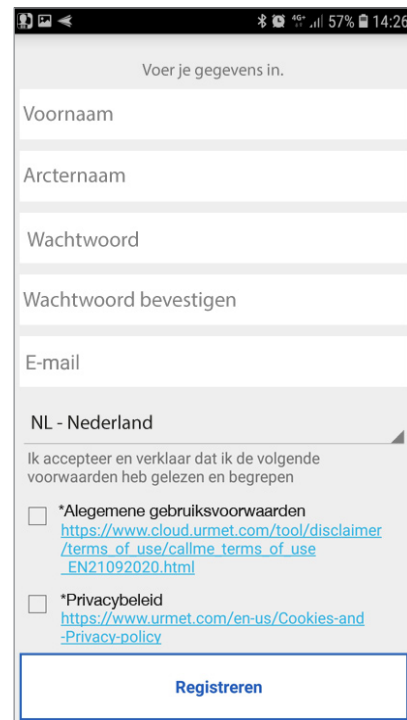 4G+ 57% 14:26
Voer je gegevens in.
Voornaam
Arcternaam
Wachtwoord
Wachtwoord bevestigen
E-mail
NL - Nederland
Ik accepteer en verklaar dat ik de volgende
voorwaarden heb gelezen en begrepen
*Alegemene gebruiksvoorwaarden
https://www.cloud.urmet.com/tool/disclaimer
/terms_of_use/callme_terms_of_use
_EN21092020.html
*Privacybeleid
https://www.urmet.com/en-us/Cookies-and
-Privacy-policy
Registreren